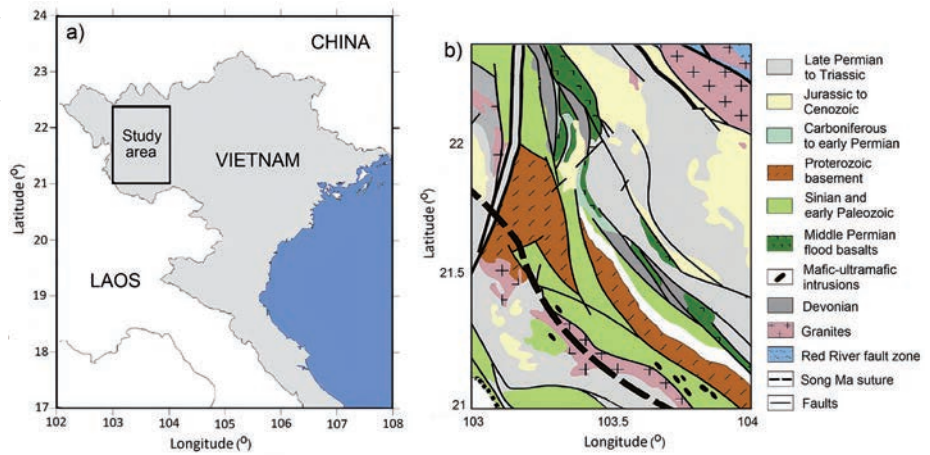 a)
24
23
22
21
20
19
18
17
Latitude (°)
CHINA
Study
area
VIETNAM
LAOS
102 103 104 105 106 107 108
Longitude (°)
b)
22
21.5
21
Latitude (°)
103 103.5 104
Longitude (°)
Late Permian
to Triassic
Jurassic to
Cenozoic
Carboniferous
to early Permian
Proterozoic
basement
Sinian and
early Paleozoic
Middle Permian
flood basalts
Mafic-ultramafic
intrusions
Devonian
Granites
Red River fault zone
Song Ma suture
Faults